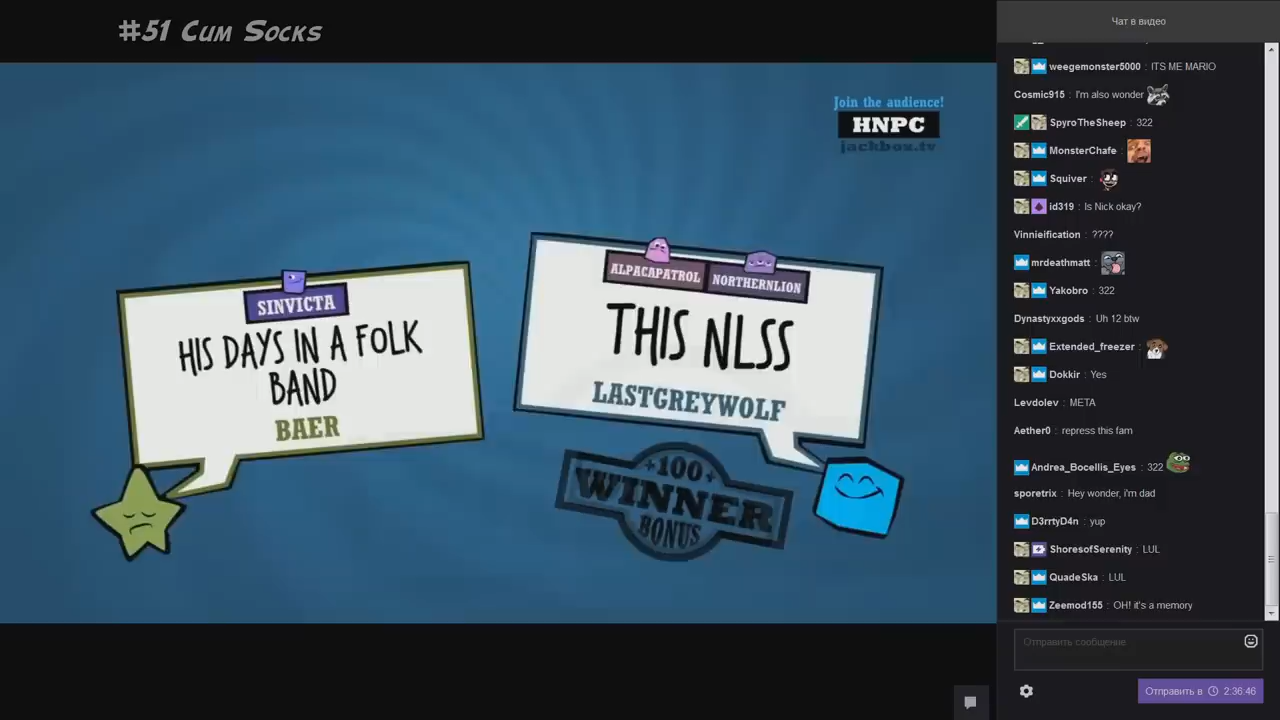 #51 Cum Socks
Join the audience!
HNPC
jackbox.tv
SINVICTA
HIS DAYS IN A FOLK
BAND
BAER
ALPACAPATROL
NORTHERNLION
THIS NLSS
LASTGREYWOLF
+100+
WINNER
BONUS
Чат в видео
weegemonster5000 : ITS ME MARIO
Cosmic915 : I'm also wonder
SpyroTheSheep : 322
MonsterChafe :
Squiver :
id319 : Is Nick okay?
Vinnieification : ????
mrdeathmatt :
Yakobro : 322
Dynastyxxgods : Uh 12 btw
Extended_freezer :
Dokkir : Yes
Levdolev : META
Aether0 : repress this fam
Andrea_Bocellis_Eyes : 322
sporetrix : Hey wonder, i'm dad
D3rrtyD4n : yup
ShoresofSerenity : LUL
QuadeSka : LUL
Zeemod155 : OH! it's a memory
Отправить сообщение
Отправить в 2:36:46